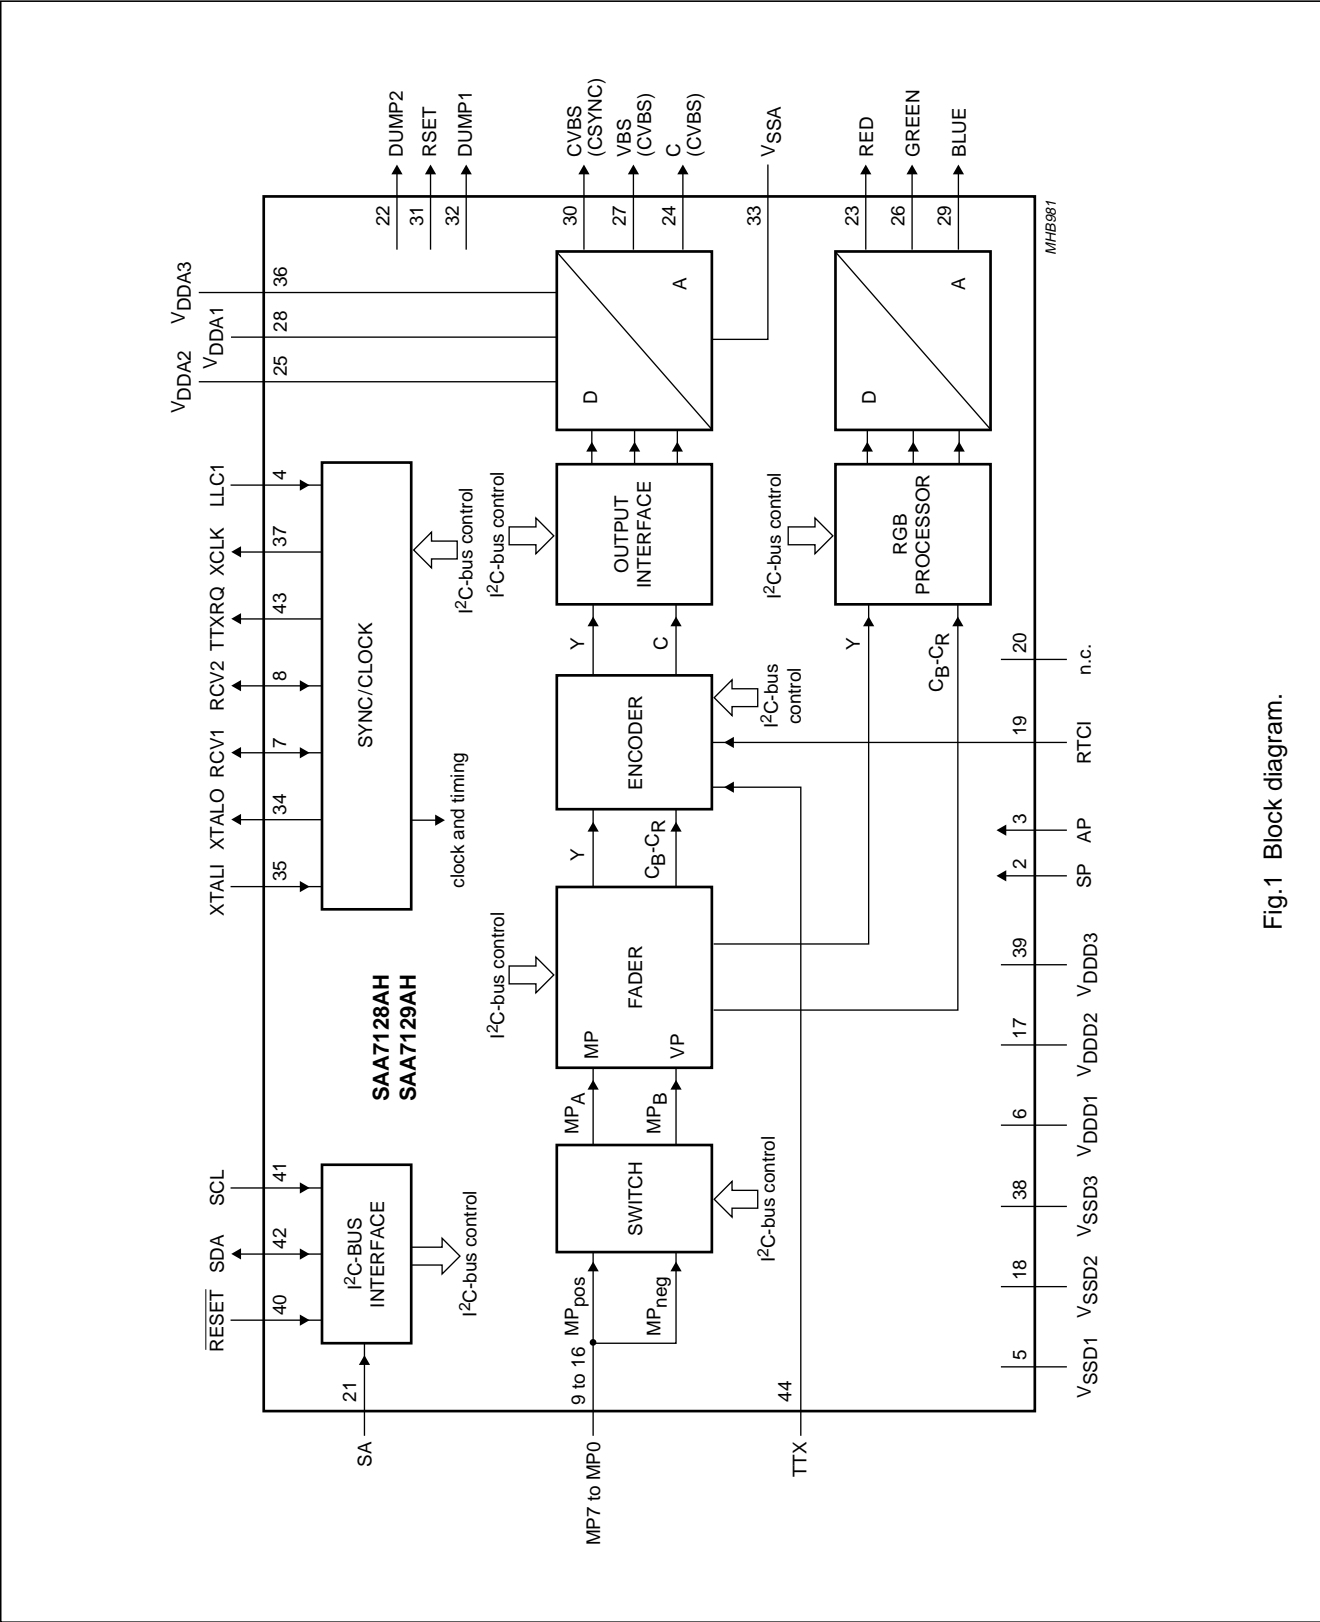 RESET
SDA
SCL
XTALI
XTALO
RCV1
RCV2
TTXRQ
XCLK
LLC1
VDDA2
VDDA1
VDDA3
40
42
41
35
34
7
8
43
37
4
25
28
36
22
DUMP2
31
RSET
32
DUMP1
SA
21
I2C-BUS
INTERFACE
I2C-bus control
SAA7128AH
SAA7129AH
SYNC/CLOCK
clock and timing
I2C-bus control
I2C-bus control
I2C-bus control
MP7 to MP0
9 to 16
MPpos
MPneg
SWITCH
I2C-bus control
MPA
MPB
MP
VP
FADER
Y
CB-CR
ENCODER
I2C-bus
control
Y
C
OUTPUT
INTERFACE
D
A
30
CVBS
(CSYNC)
27
VBS
(CVBS)
24
C
(CVBS)
33
VSSA
TTX
44
Y
CB-CR
I2C-bus control
RGB
PROCESSOR
D
A
23
RED
26
GREEN
29
BLUE
5
18
38
6
17
39
2
3
19
20
VSSD1
VSSD2
VSSD3
VDDD1
VDDD2
VDDD3
SP
AP
RTCI
n.c.
MHB981
Fig.1 Block diagram.